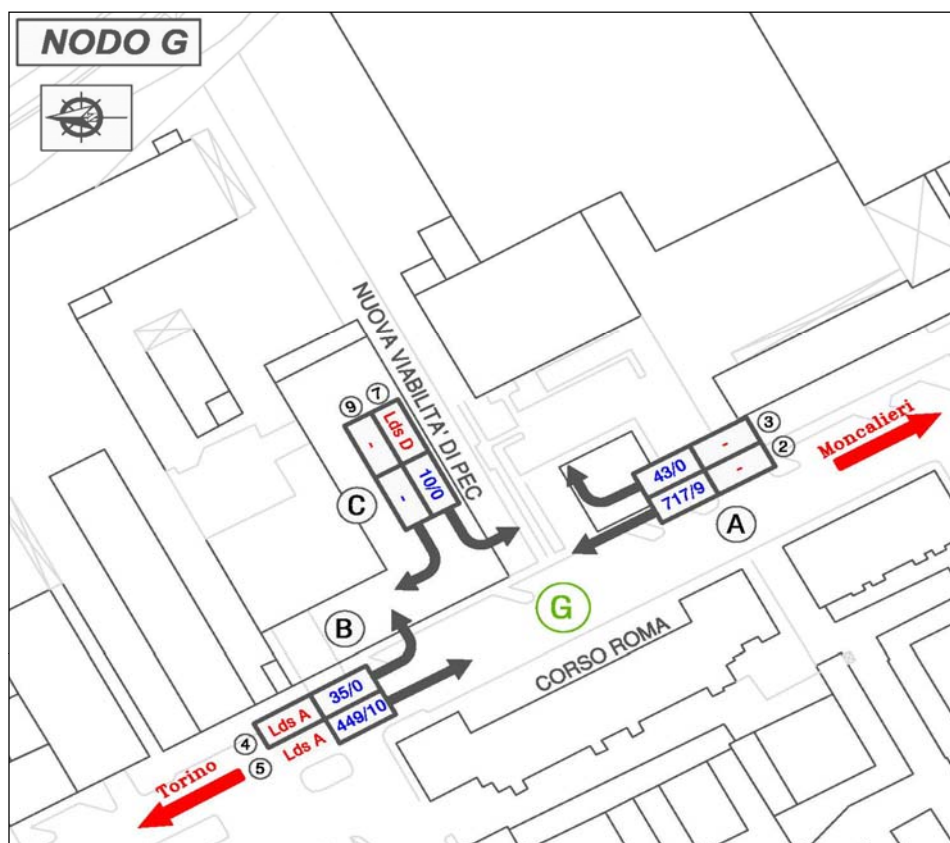 NODO G
NUOVA VIABILITA' DI PEC
9
7
-
Lds D
-
10/0
C
3
2
43/0
-
717/9
-
Moncalieri
A
G
B
CORSO ROMA
Lds A
35/0
Lds A
449/10
4
5
Torino